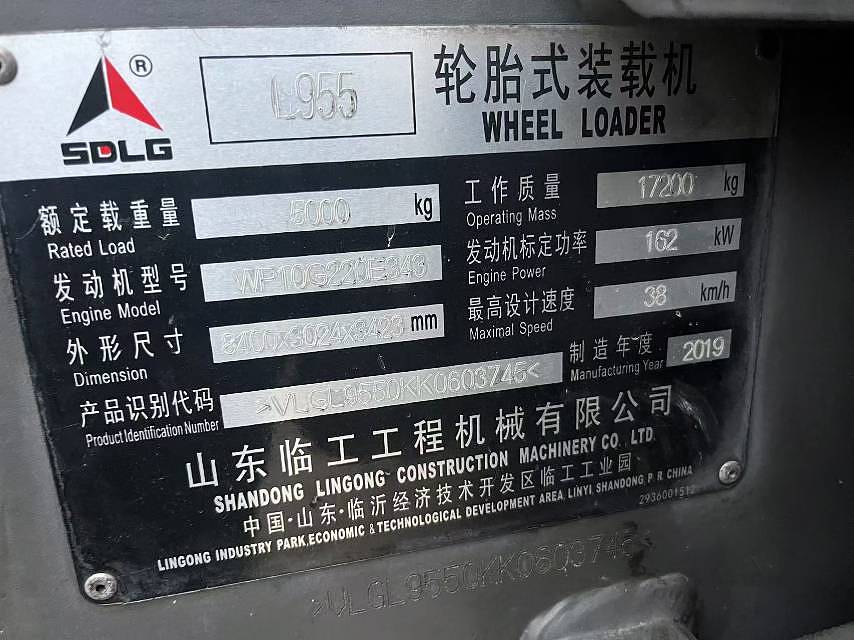 ®
SDLG
L955
轮胎式装载机
WHEEL LOADER
额定载重量 5000 kg
Rated Load
工作质量 17200 kg
Operating Mass
发动机型号 WP10G220E343
Engine Model
发动机标定功率 162 kW
Engine Power
外形尺寸 8400x3024x3423 mm
Dimension
最高设计速度 38 km/h
Maximal Speed
产品识别代码 >VLGL9550KK0603745<
Product Identification Number
制造年度 2019
Manufacturing Year
山东临工工程机械有限公司
SHANDONG LINGONG CONSTRUCTION MACHINERY CO. LTD.
中国·山东·临沂经济技术开发区临工工业园
LINGONG INDUSTRY PARK,ECONOMIC & TECHNOLOGICAL DEVELOPMENT AREA, LINYI SHANDONG, P. R. CHINA
>VLGL9550KK0603745<